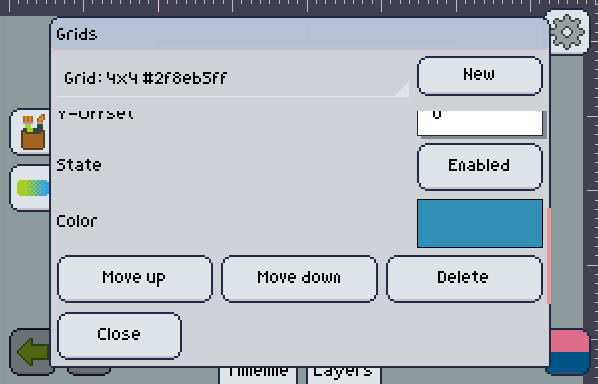 Grids
Grid: 4x4 #2f8eb5ff
New
Y-Offset
0
State
Enabled
Color
Move up
Move down
Delete
Close
Timeline
Layers